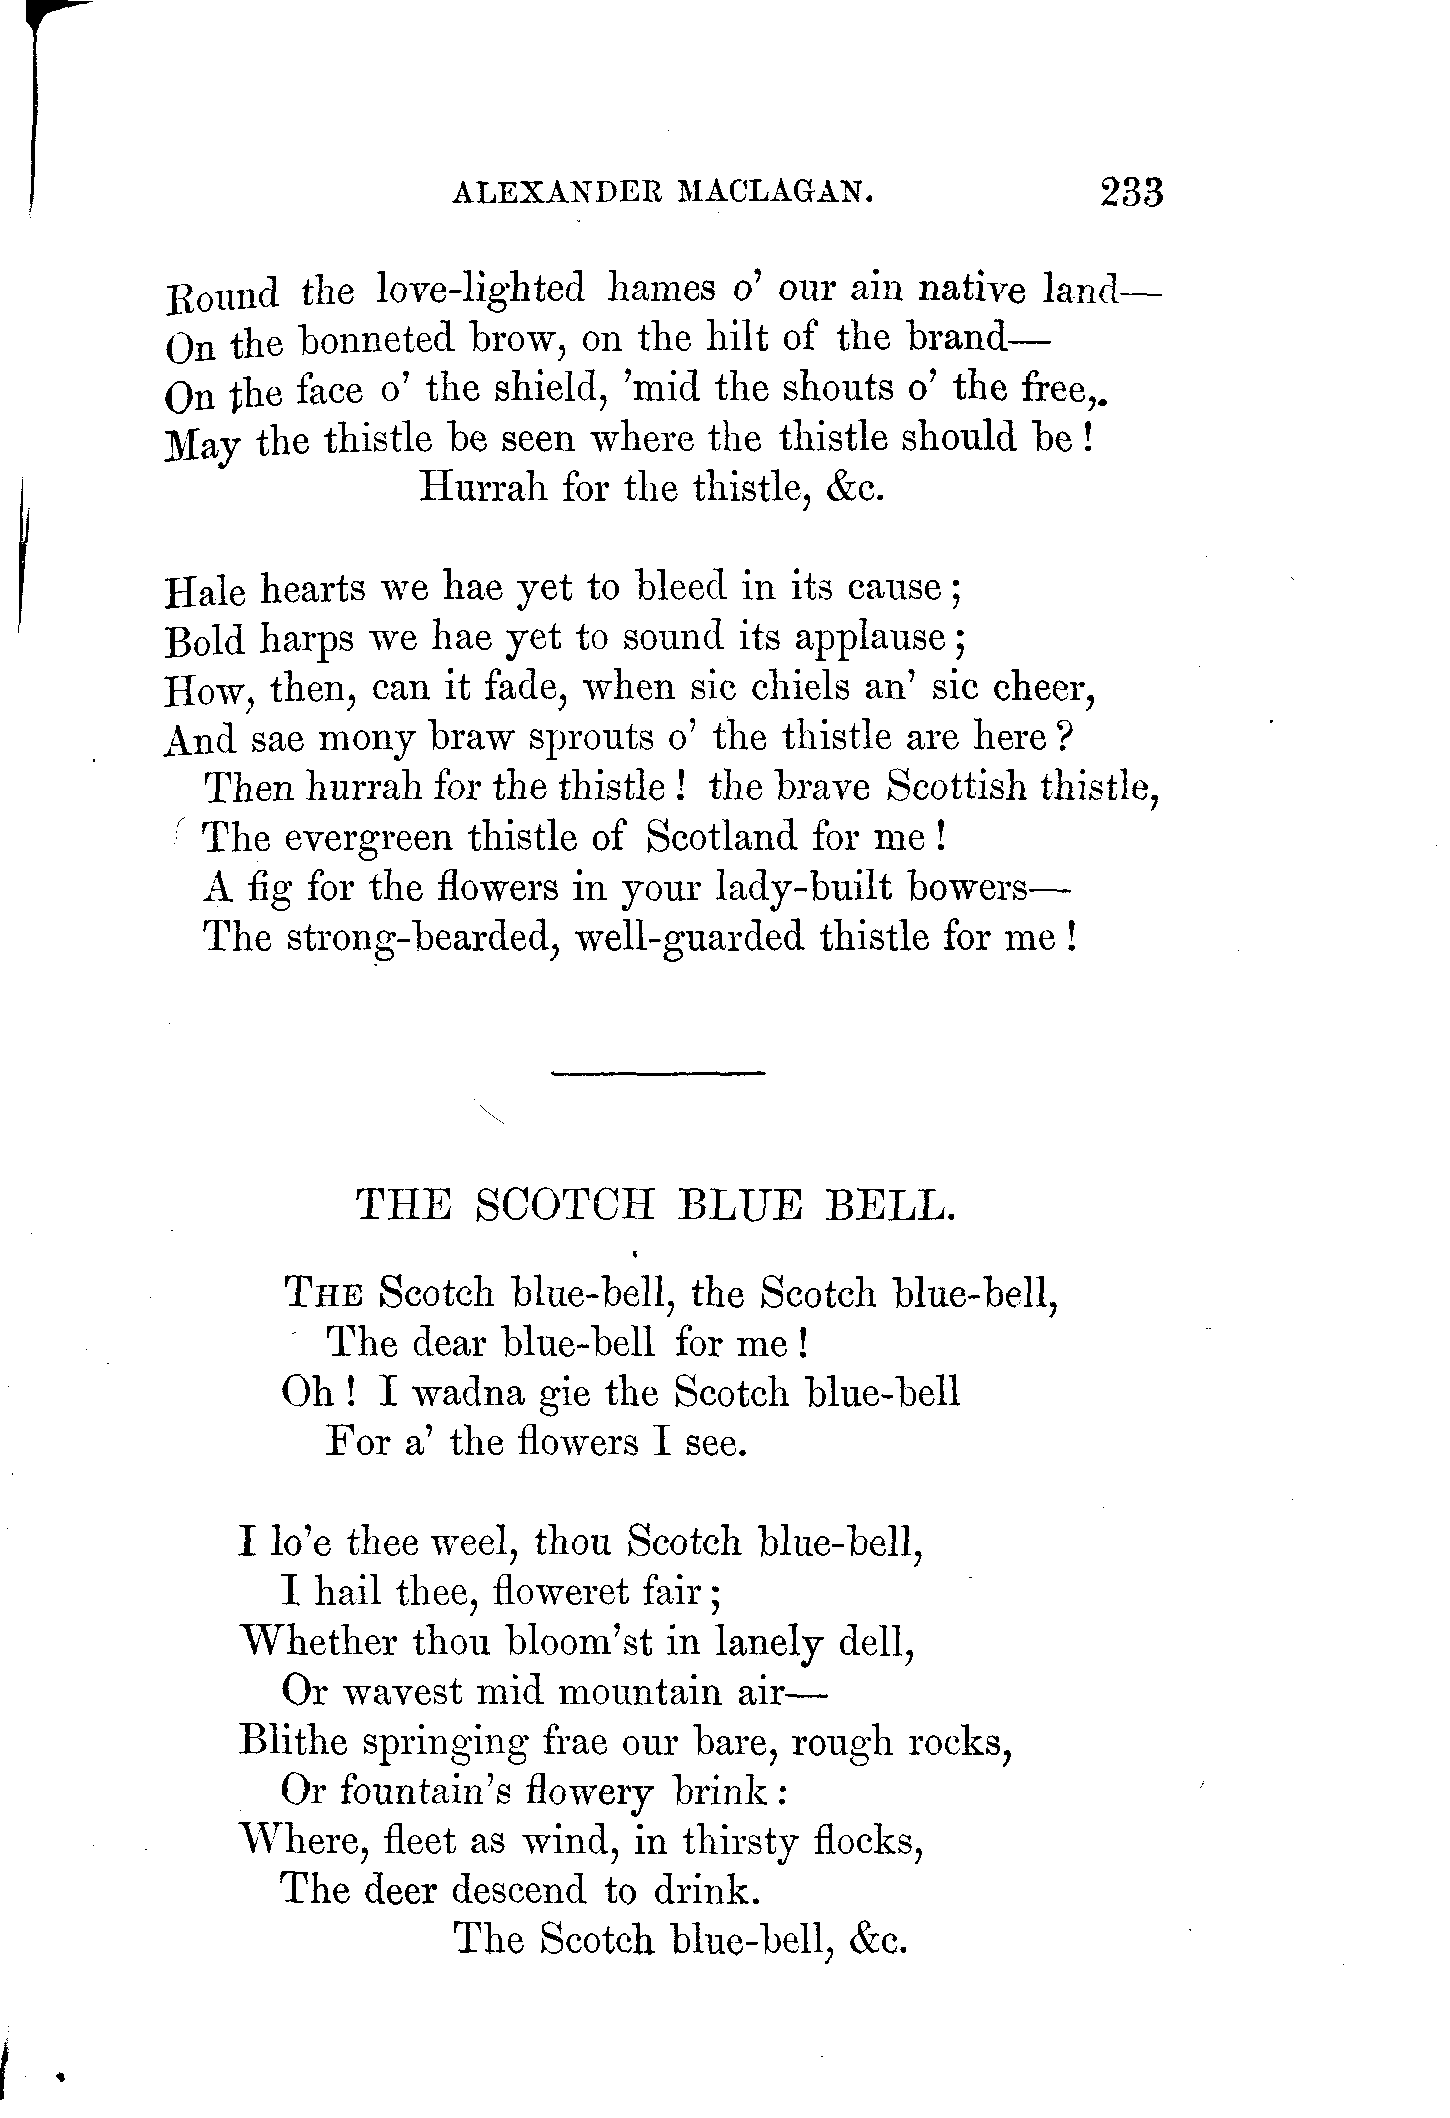 ALEXANDER MACLAGAN. 233
Round the love-lighted hames o' our ain native land—
On the bonneted brow, on the hilt of the brand—
On the face o' the shield, 'mid the shouts o' the free,.
May the thistle be seen where the thistle should be!
Hurrah for the thistle, &c.
Hale hearts we hae yet to bleed in its cause;
Bold harps we hae yet to sound its applause;
How, then, can it fade, when sic chiels an' sic cheer,
And sae mony braw sprouts o' the thistle are here?
Then hurrah for the thistle! the brave Scottish thistle,
The evergreen thistle of Scotland for me!
A fig for the flowers in your lady-built bowers—
The strong-bearded, well-guarded thistle for me!
THE SCOTCH BLUE BELL.
THE Scotch blue-bell, the Scotch blue-bell,
The dear blue-bell for me!
Oh! I wadna gie the Scotch blue-bell
For a' the flowers I see.
I lo'e thee weel, thou Scotch blue-bell,
I hail thee, floweret fair;
Whether thou bloom'st in lanely dell,
Or wavest mid mountain air—
Blithe springing frae our bare, rough rocks,
Or fountain's flowery brink:
Where, fleet as wind, in thirsty flocks,
The deer descend to drink.
The Scotch blue-bell, &c.